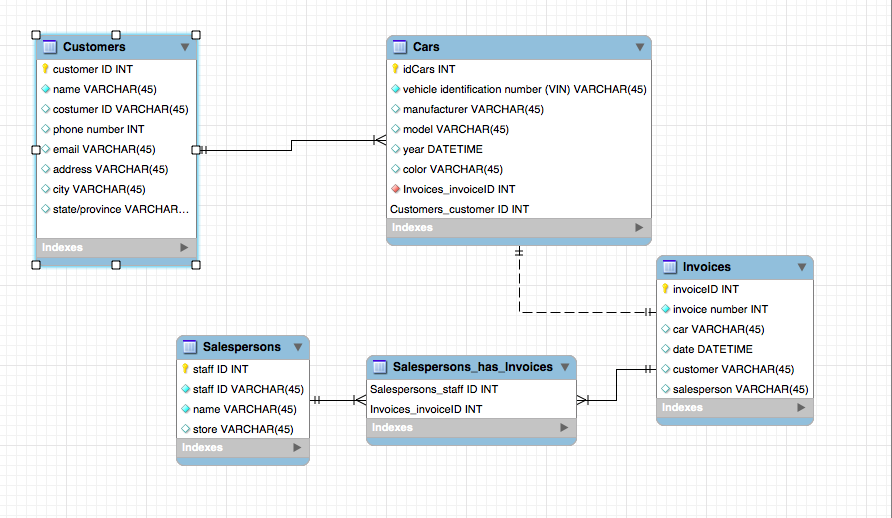 Customers
customer ID INT
name VARCHAR(45)
costumer ID VARCHAR(45)
phone number INT
email VARCHAR(45)
address VARCHAR(45)
city VARCHAR(45)
state/province VARCHAR...
Indexes
Cars
idCars INT
vehicle identification number (VIN) VARCHAR(45)
manufacturer VARCHAR(45)
model VARCHAR(45)
year DATETIME
color VARCHAR(45)
Invoices_invoiceID INT
Customers_customer ID INT
Indexes
Invoices
invoiceID INT
invoice number INT
car VARCHAR(45)
date DATETIME
customer VARCHAR(45)
salesperson VARCHAR(45)
Indexes
Salespersons
staff ID INT
staff ID VARCHAR(45)
name VARCHAR(45)
store VARCHAR(45)
Indexes
Salespersons_has_Invoices
Salespersons_staff ID INT
Invoices_invoiceID INT
Indexes